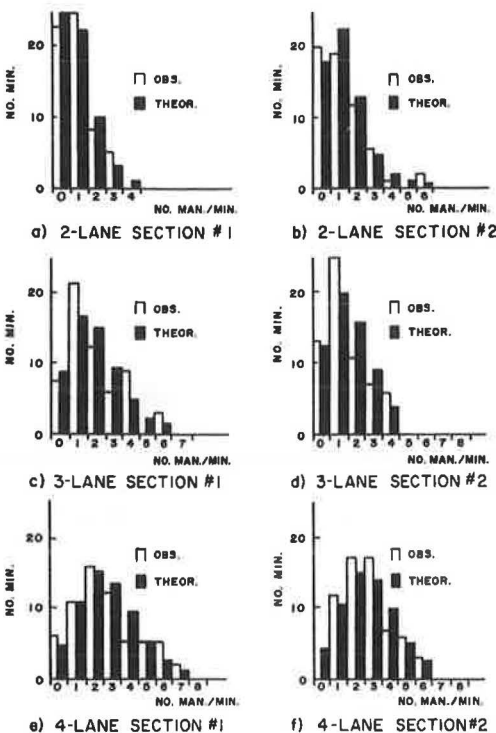 NO. MIN.
20
10
0
OBS.
THEOR.
0 1 2 3 4
NO. MAN./MIN.
a) 2-LANE SECTION #1
NO. MIN.
20
10
0
OBS.
THEOR.
0 1 2 3 4 5 6
NO. MAN./MIN.
b) 2-LANE SECTION #2
NO. MIN.
20
10
0
OBS.
THEOR.
0 1 2 3 4 5 6 7
NO. MAN./MIN.
c) 3-LANE SECTION #1
NO. MIN.
20
10
0
OBS.
THEOR.
0 1 2 3 4 5 6 7 8
NO. MAN./MIN.
d) 3-LANE SECTION #2
NO. MIN.
20
10
0
OBS.
THEOR.
0 1 2 3 4 5 6 7 8
NO. MAN./MIN.
e) 4-LANE SECTION #1
NO. MIN.
20
10
0
OBS.
THEOR.
0 1 2 3 4 5 6 7 8
NO. MAN./MIN.
f) 4-LANE SECTION #2